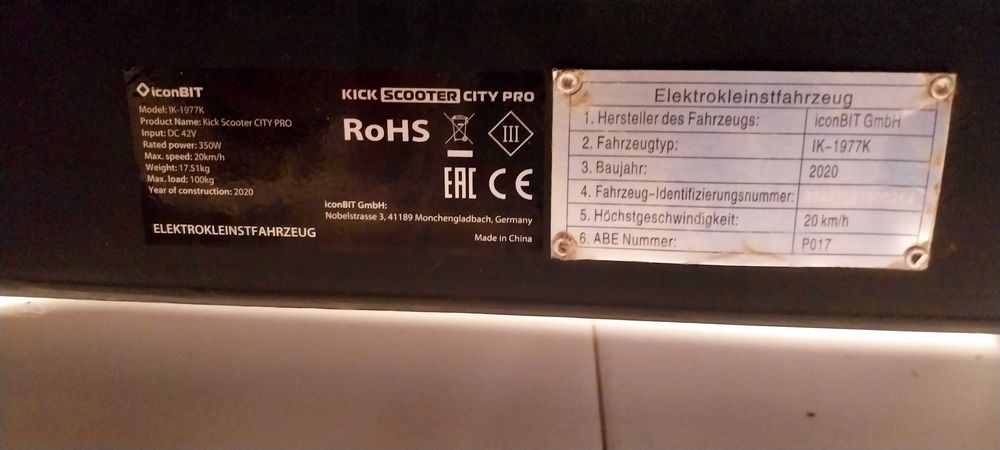 iconBIT
Model: IK-1977K
Product Name: Kick Scooter CITY PRO
Input: DC 42V
Rated power: 350W
Max. speed: 20km/h
Weight: 17.51kg
Max. load: 100kg
Year of construction: 2020
ELEKTROKLEINSTFAHRZEUG
KICK SCOOTER CITY PRO
RoHS
III
EAC CE
iconBIT GmbH:
Nobelstrasse 3, 41189 Monchengladbach, Germany
Made in China
Elektrokleinstfahrzeug
1. Hersteller des Fahrzeugs: iconBIT GmbH
2. Fahrzeugtyp: IK-1977K
3. Baujahr: 2020
4. Fahrzeug-Identifizierungsnummer:
5. Höchstgeschwindigkeit: 20 km/h
6. ABE Nummer: P017